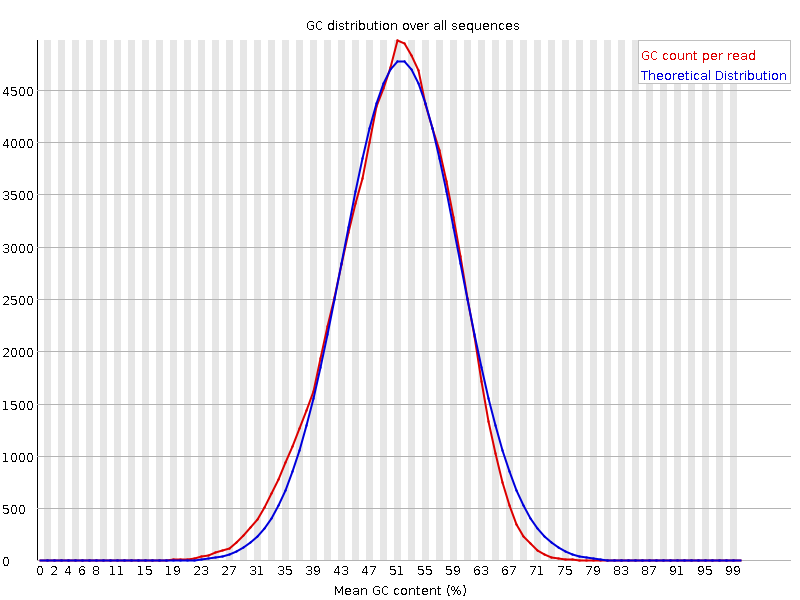 GC distribution over all sequences
GC count per read
Theoretical Distribution
4500
4000
3500
3000
2500
2000
1500
1000
500
0
0 2 4 6 8 11 15 19 23 27 31 35 39 43 47 51 55 59 63 67 71 75 79 83 87 91 95 99
Mean GC content (%)